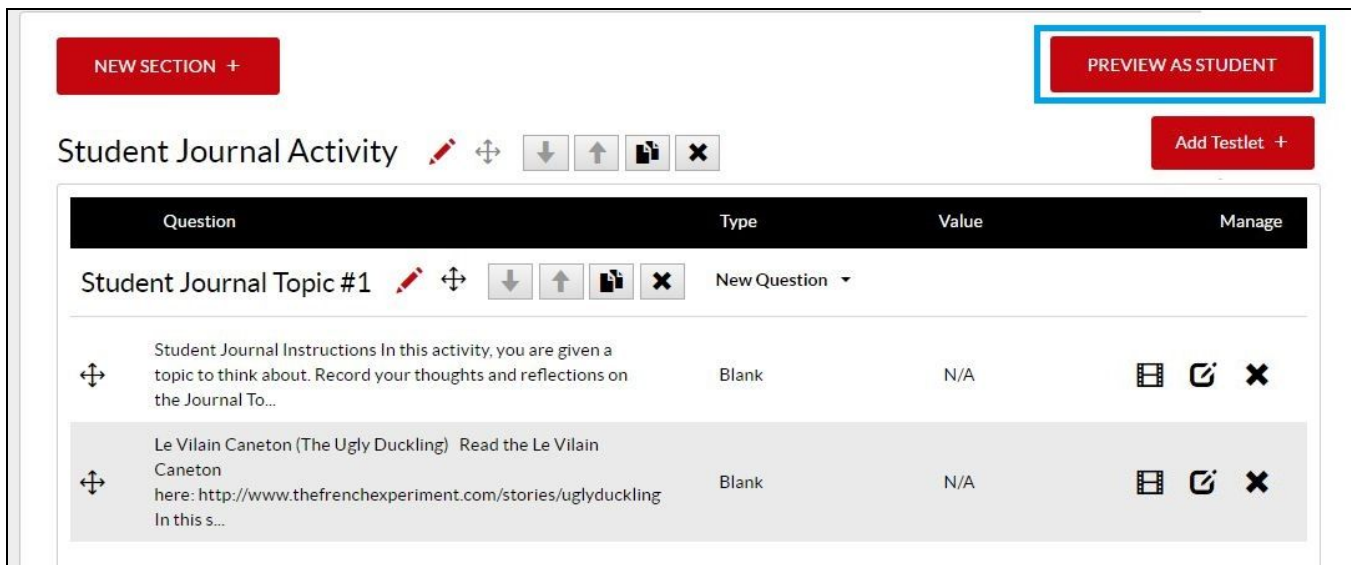 NEW SECTION +
PREVIEW AS STUDENT
Student Journal Activity
Add Testlet +
Question Type Value Manage
Student Journal Topic #1 New Question
Student Journal Instructions In this activity, you are given a
topic to think about. Record your thoughts and reflections on
the Journal To...
Blank N/A
Le Vilain Caneton (The Ugly Duckling) Read the Le Vilain
Caneton
here: http://www.thefrenchexperiment.com/stories/uglyduckling
In this s...
Blank N/A